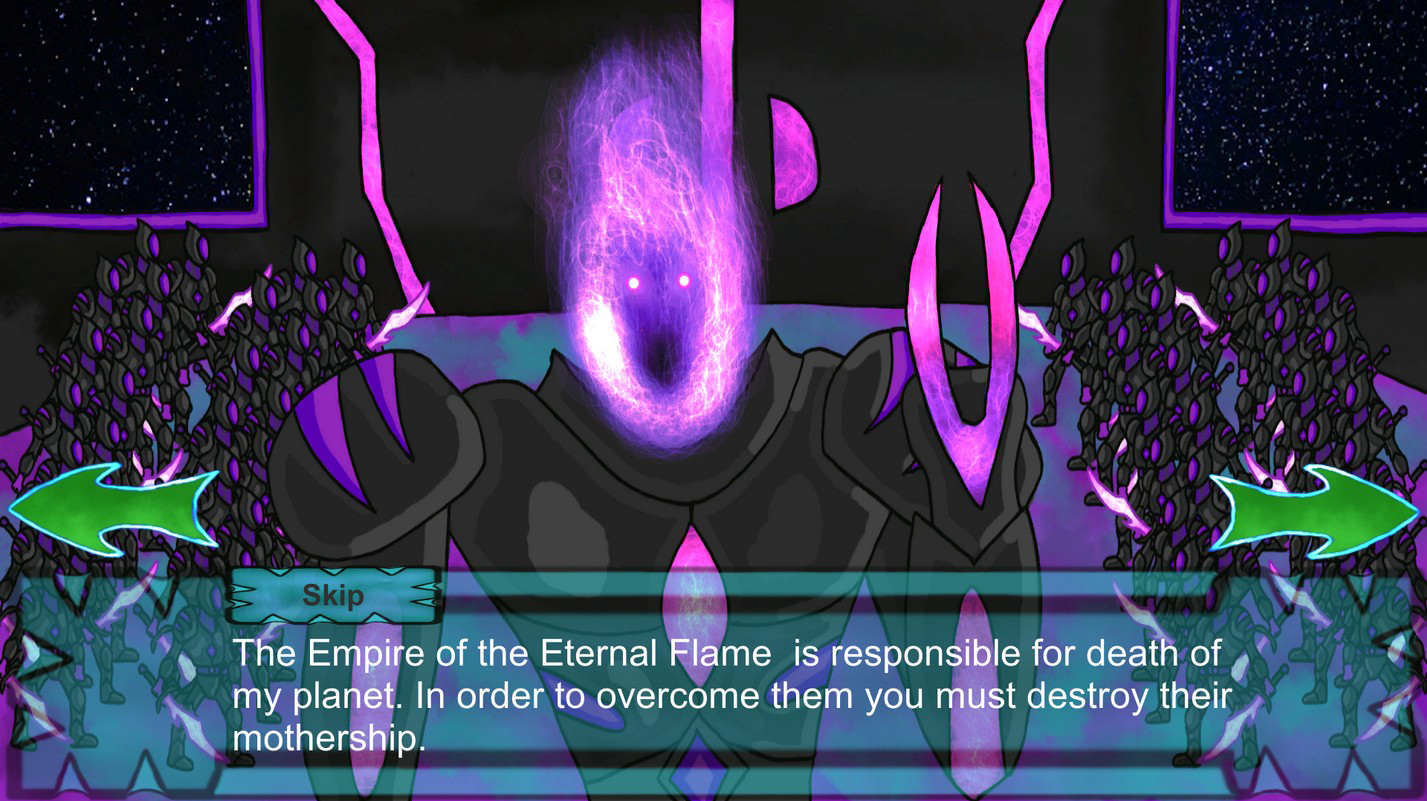 Skip
The Empire of the Eternal Flame  is responsible for death of
my planet. In order to overcome them you must destroy their
mothership.